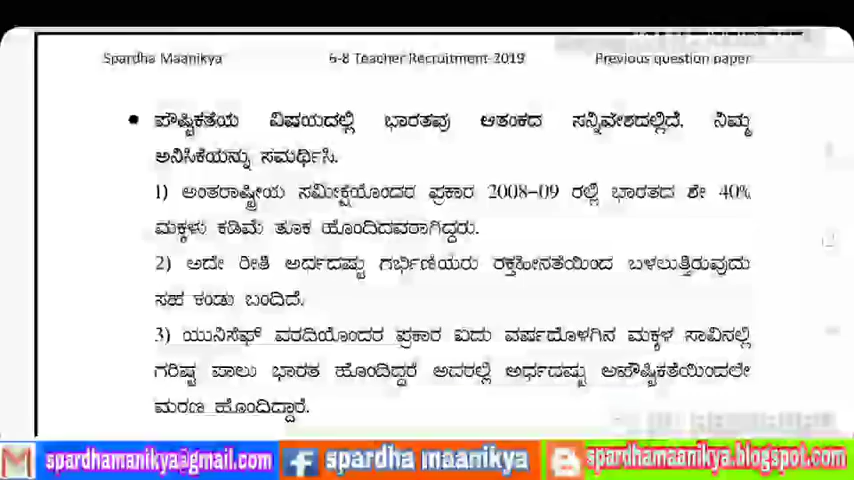 Spardha Maanikya 6-8 Teacher Recruitment-2019 Previous question paper
• ಪೌಷ್ಟಿಕತೆಯ ವಿಷಯದಲ್ಲಿ ಭಾರತವು ಆತಂಕದ ಸನ್ನಿವೇಶದಲ್ಲಿದೆ. ನಿಮ್ಮ
ಅನಿಸಿಕೆಯನ್ನು ಸಮರ್ಥಿಸಿ.
1) ಅಂತರಾಷ್ಟ್ರೀಯ ಸಮೀಕ್ಷೆಯೊಂದರ ಪ್ರಕಾರ 2008-09 ರಲ್ಲಿ ಭಾರತದ ಶೇ 40%
ಮಕ್ಕಳು ಕಡಿಮೆ ತೂಕ ಹೊಂದಿದವರಾಗಿದ್ದರು.
2) ಅದೇ ರೀತಿ ಅರ್ಧದಷ್ಟು ಗರ್ಭಿಣಿಯರು ರಕ್ತಹೀನತೆಯಿಂದ ಬಳಲುತ್ತಿರುವುದು
ಸಹ ಕಂಡು ಬಂದಿದೆ.
3) ಯುನಿಸೆಫ್ ವರದಿಯೊಂದರ ಪ್ರಕಾರ ಐದು ವರ್ಷದೊಳಗಿನ ಮಕ್ಕಳ ಸಾವಿನಲ್ಲಿ
ಗರಿಷ್ಟ ಪಾಲು ಭಾರತ ಹೊಂದಿದ್ದರೆ ಅದರಲ್ಲಿ ಅರ್ಧದಷ್ಟು ಅಪೌಷ್ಟಿಕತೆಯಿಂದಲೇ
ಮರಣ ಹೊಂದಿದ್ದಾರೆ.
spardhamanikya@gmail.com spardha maanikya spardhamaanikya.blogspot.com